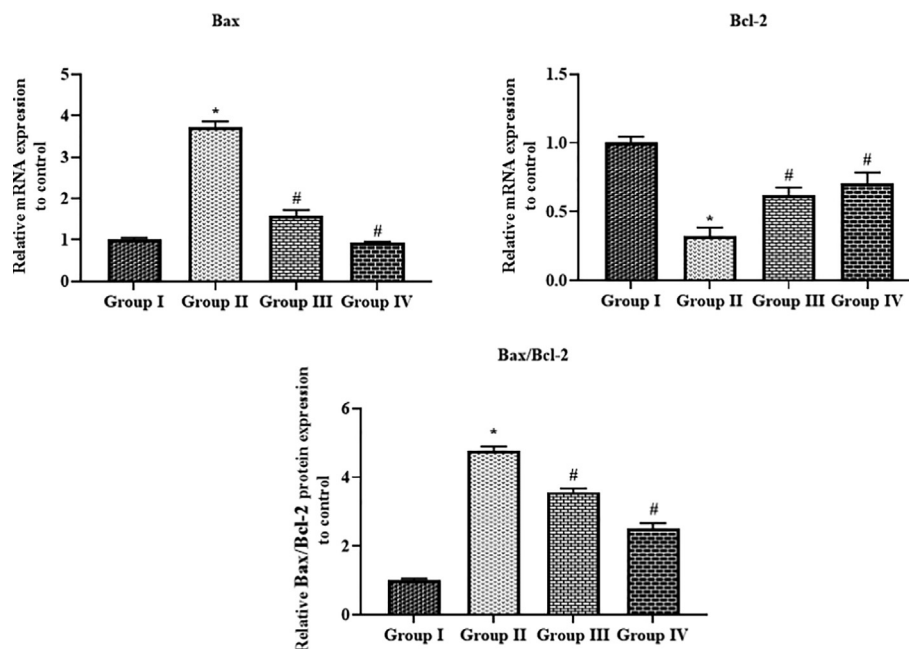 Bax
Relative mRNA expression
to control
5
4
3
2
1
0
*
#
#
Group I Group II Group III Group IV
Bcl-2
Relative mRNA expression
to control
1.5
1.0
0.5
0.0
*
#
#
Group I Group II Group III Group IV
Bax/Bcl-2
Relative Bax/Bcl-2 protein expression
to control
6
4
2
0
*
#
#
Group I Group II Group III Group IV